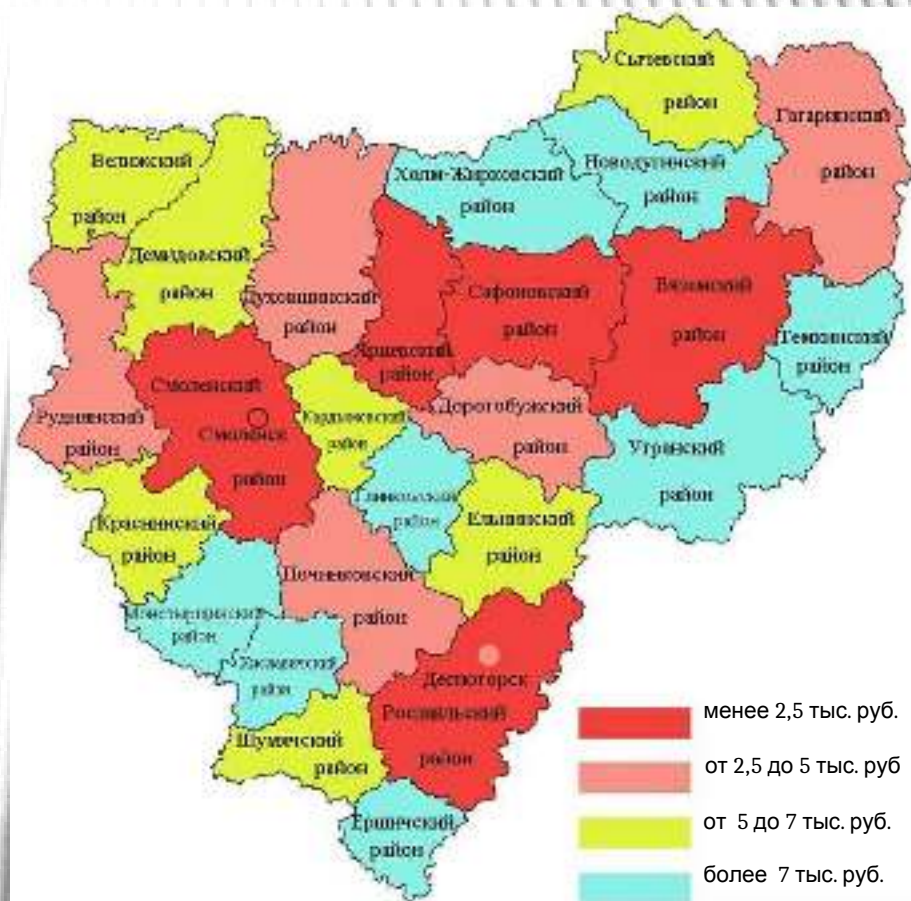 Сычевский
район
Гагаринский
район
Велижский
район
Холм-Жирковский
район
Новодугинский
район
Демидовский
район
Духовщинский
район
Сафоновский
район
Вяземский
район
Темкинский
район
Ярцевский
район
Смоленский
Смоленск
район
Руднянский
район
Кардымовский
район
Дорогобужский
район
Угранский
район
Глинковский
район
Ельнинский
район
Краснинский
район
Починковский
район
Монастырщинский
район
Хиславичский
район
Десногорск
Рославльский
район
Шумячский
район
Ершичский
район
менее 2,5 тыс. руб.
от 2,5 до 5 тыс. руб
от 5 до 7 тыс. руб.
более 7 тыс. руб.